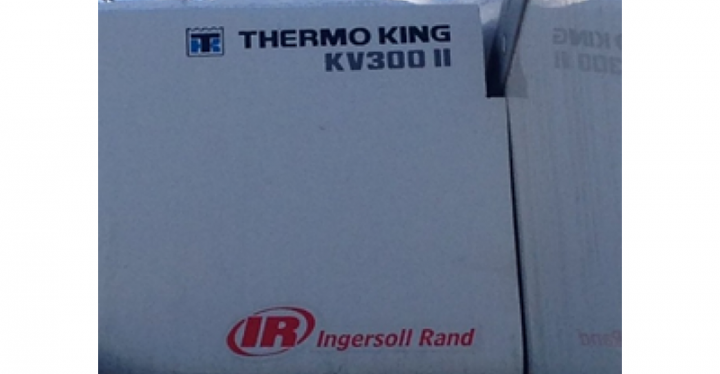 THERMO KING
KV300 II
IR Ingersoll Rand